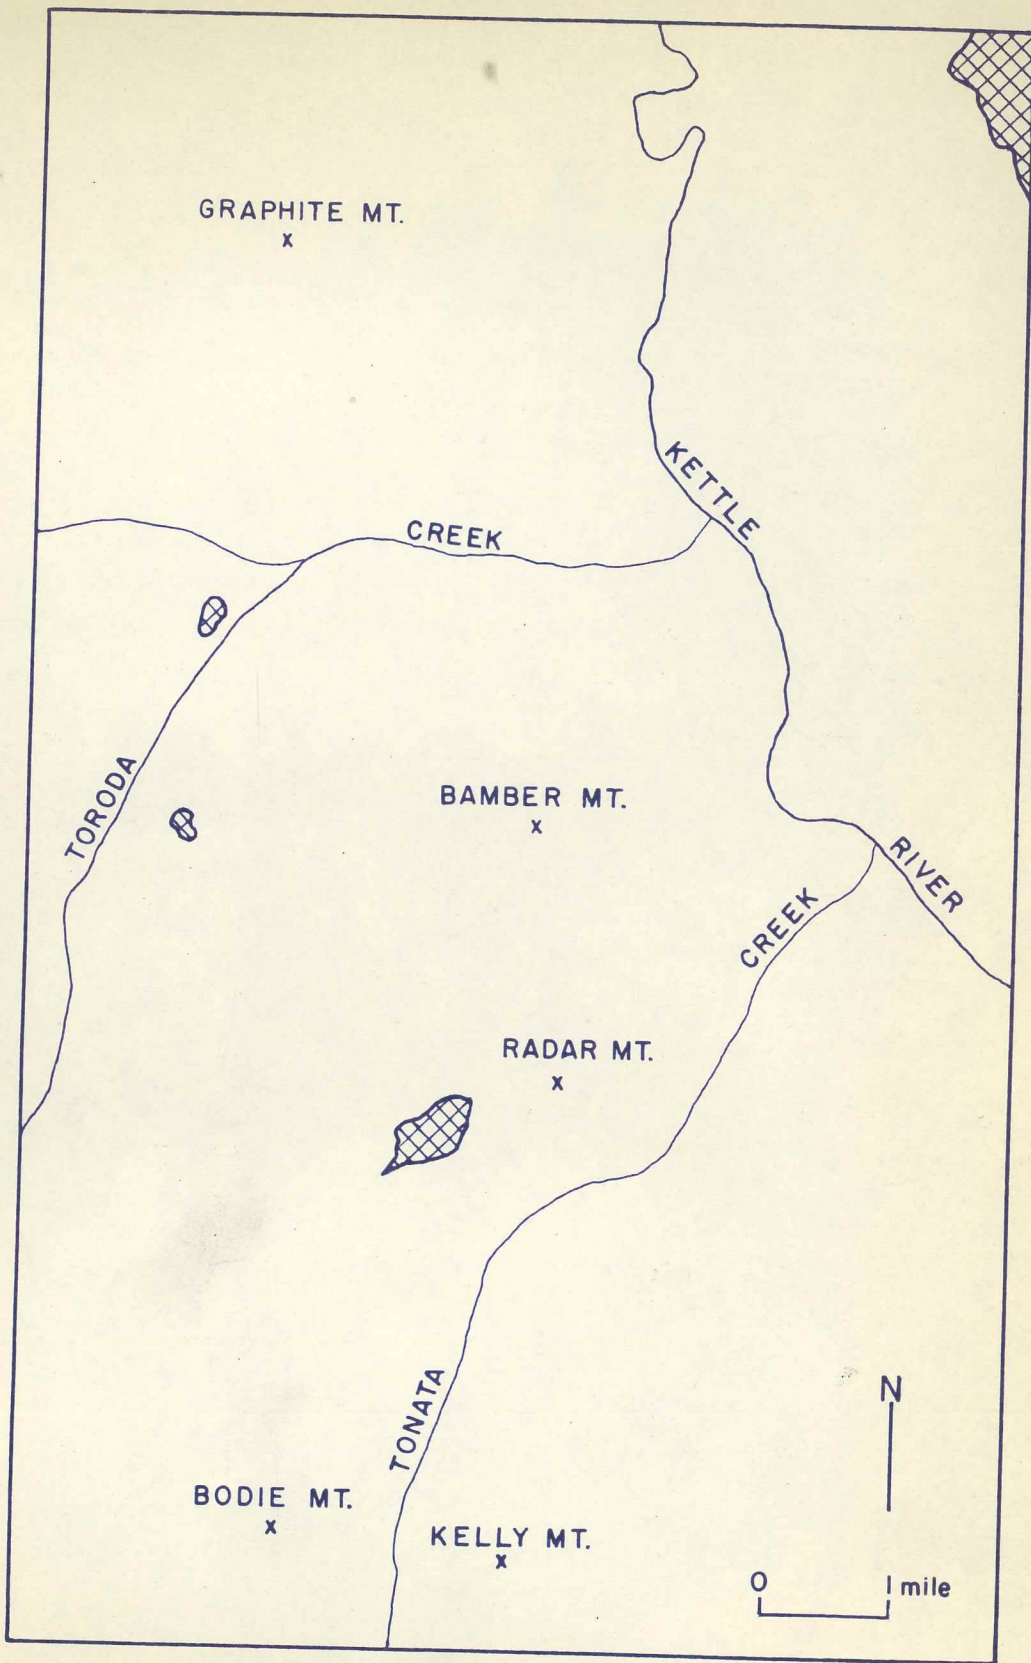 GRAPHITE MT.
x
KETTLE
CREEK
TORODA
BAMBER MT.
x
RIVER
CREEK
RADAR MT.
x
TONATA
N
BODIE MT.
x
KELLY MT.
x
0 1 mile